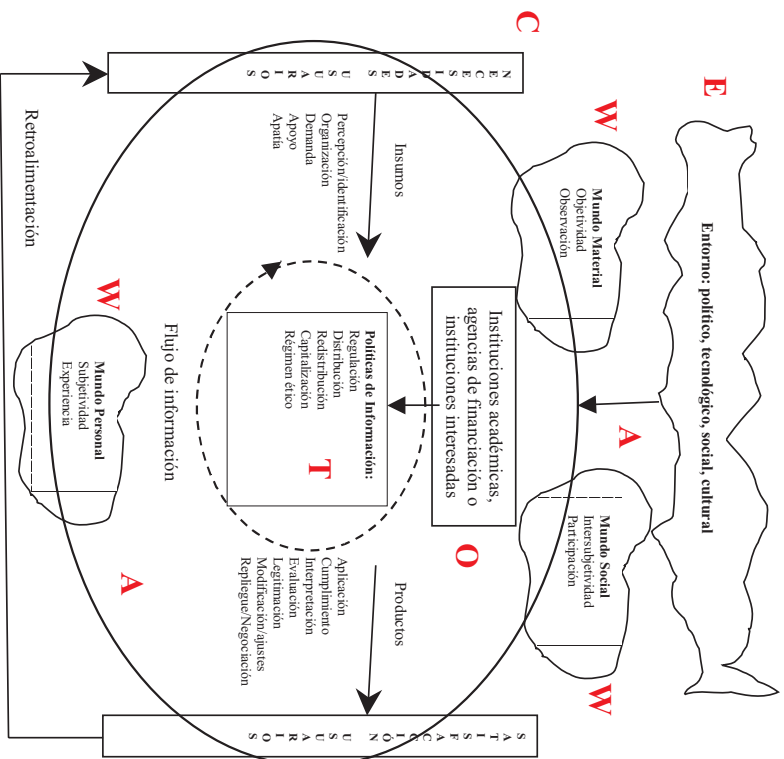 E
Entorno: político, tecnológico, social, cultural
W
A
W
Mundo Material
Objetividad
Observación
Mundo Social
Intersubjetividad
Participación
C
NECESIDADES USUARIOS
Instituciones académicas,
agencias de financiación o
instituciones interesadas
O
SATISFACCIÓN USUARIOS
Insumos
Percepción/identificación
Organización
Demanda
Apoyo
Apatía
Políticas de Información:
Regulación
Distribución
Redistribución
Capitalización
Régimen ético
T
Productos
Aplicación
Cumplimiento
Interpretación
Evaluación
Legitimación
Modificación/ajustes
Repliegue/Negociación
Flujo de información
W
A
Mundo Personal
Subjetividad
Experiencia
Retroalimentación